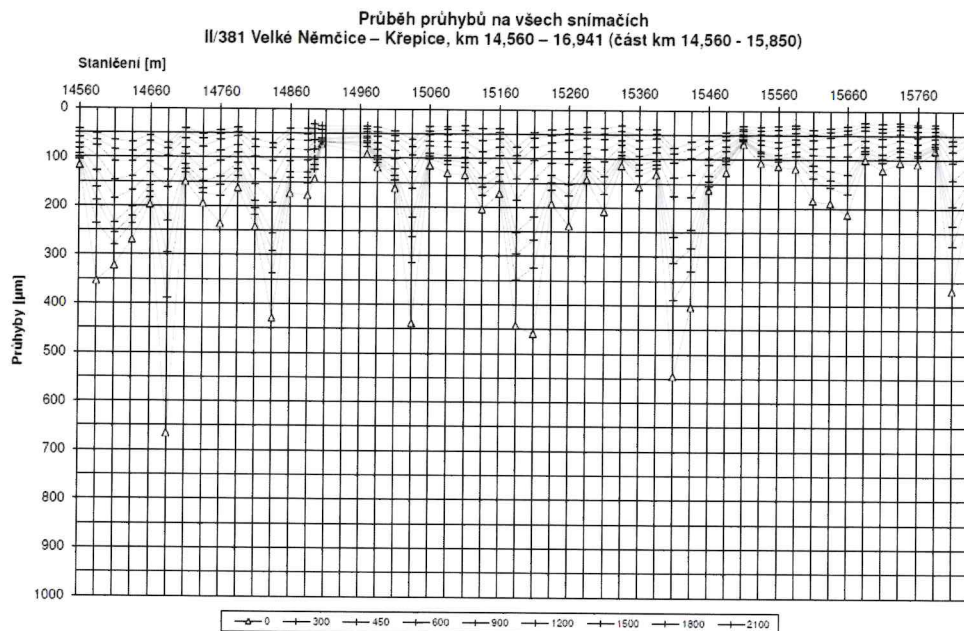 Průběh průhybů na všech snímačích
II/381 Velké Němčice – Křepice, km 14,560 – 16,941 (část km 14,560 - 15,850)
Staničení [m]
14560 14660 14760 14860 14960 15060 15160 15260 15360 15460 15560 15660 15760
0
100
200
300
400
500
600
700
800
900
1000
Průhyby [µm]
0 300 450 600 900 1200 1500 1800 2100